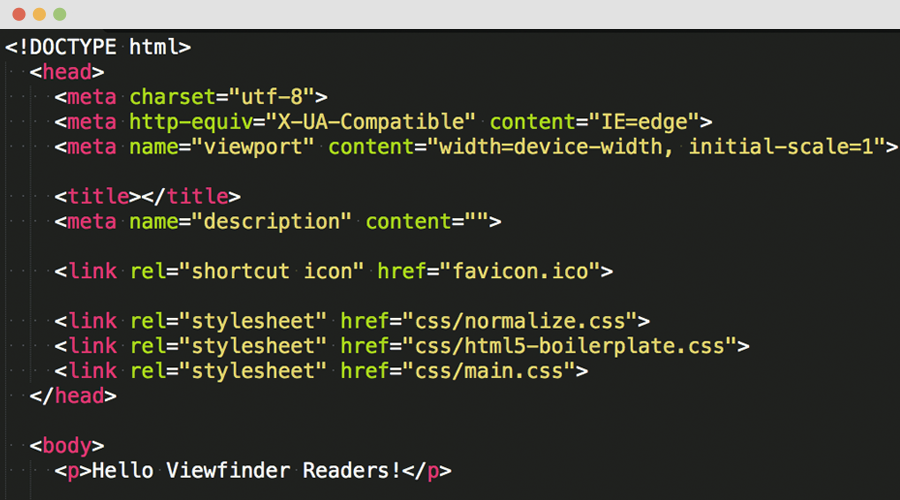 <!DOCTYPE html>
<head>
<meta charset="utf-8">
<meta http-equiv="X-UA-Compatible" content="IE=edge">
<meta name="viewport" content="width=device-width, initial-scale=1">
<title></title>
<meta name="description" content="">
<link rel="shortcut icon" href="favicon.ico">
<link rel="stylesheet" href="css/normalize.css">
<link rel="stylesheet" href="css/html5-boilerplate.css">
<link rel="stylesheet" href="css/main.css">
</head>
<body>
<p>Hello Viewfinder Readers!</p>